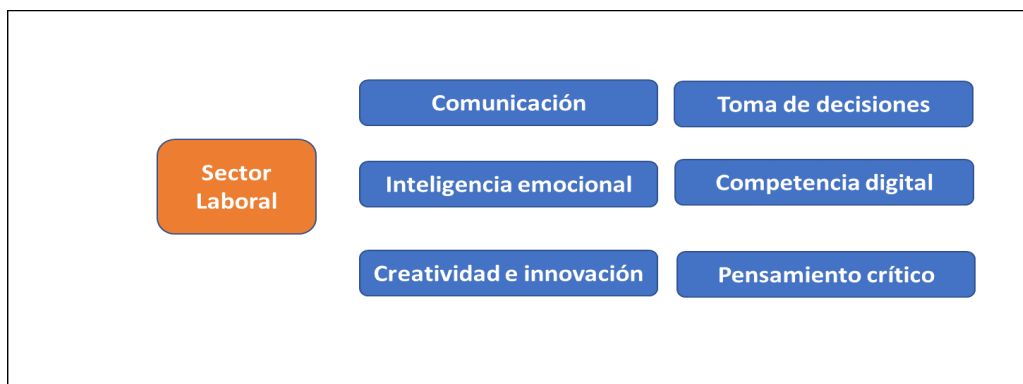 Sector
Laboral
Comunicación
Toma de decisiones
Inteligencia emocional
Competencia digital
Creatividad e innovación
Pensamiento crítico